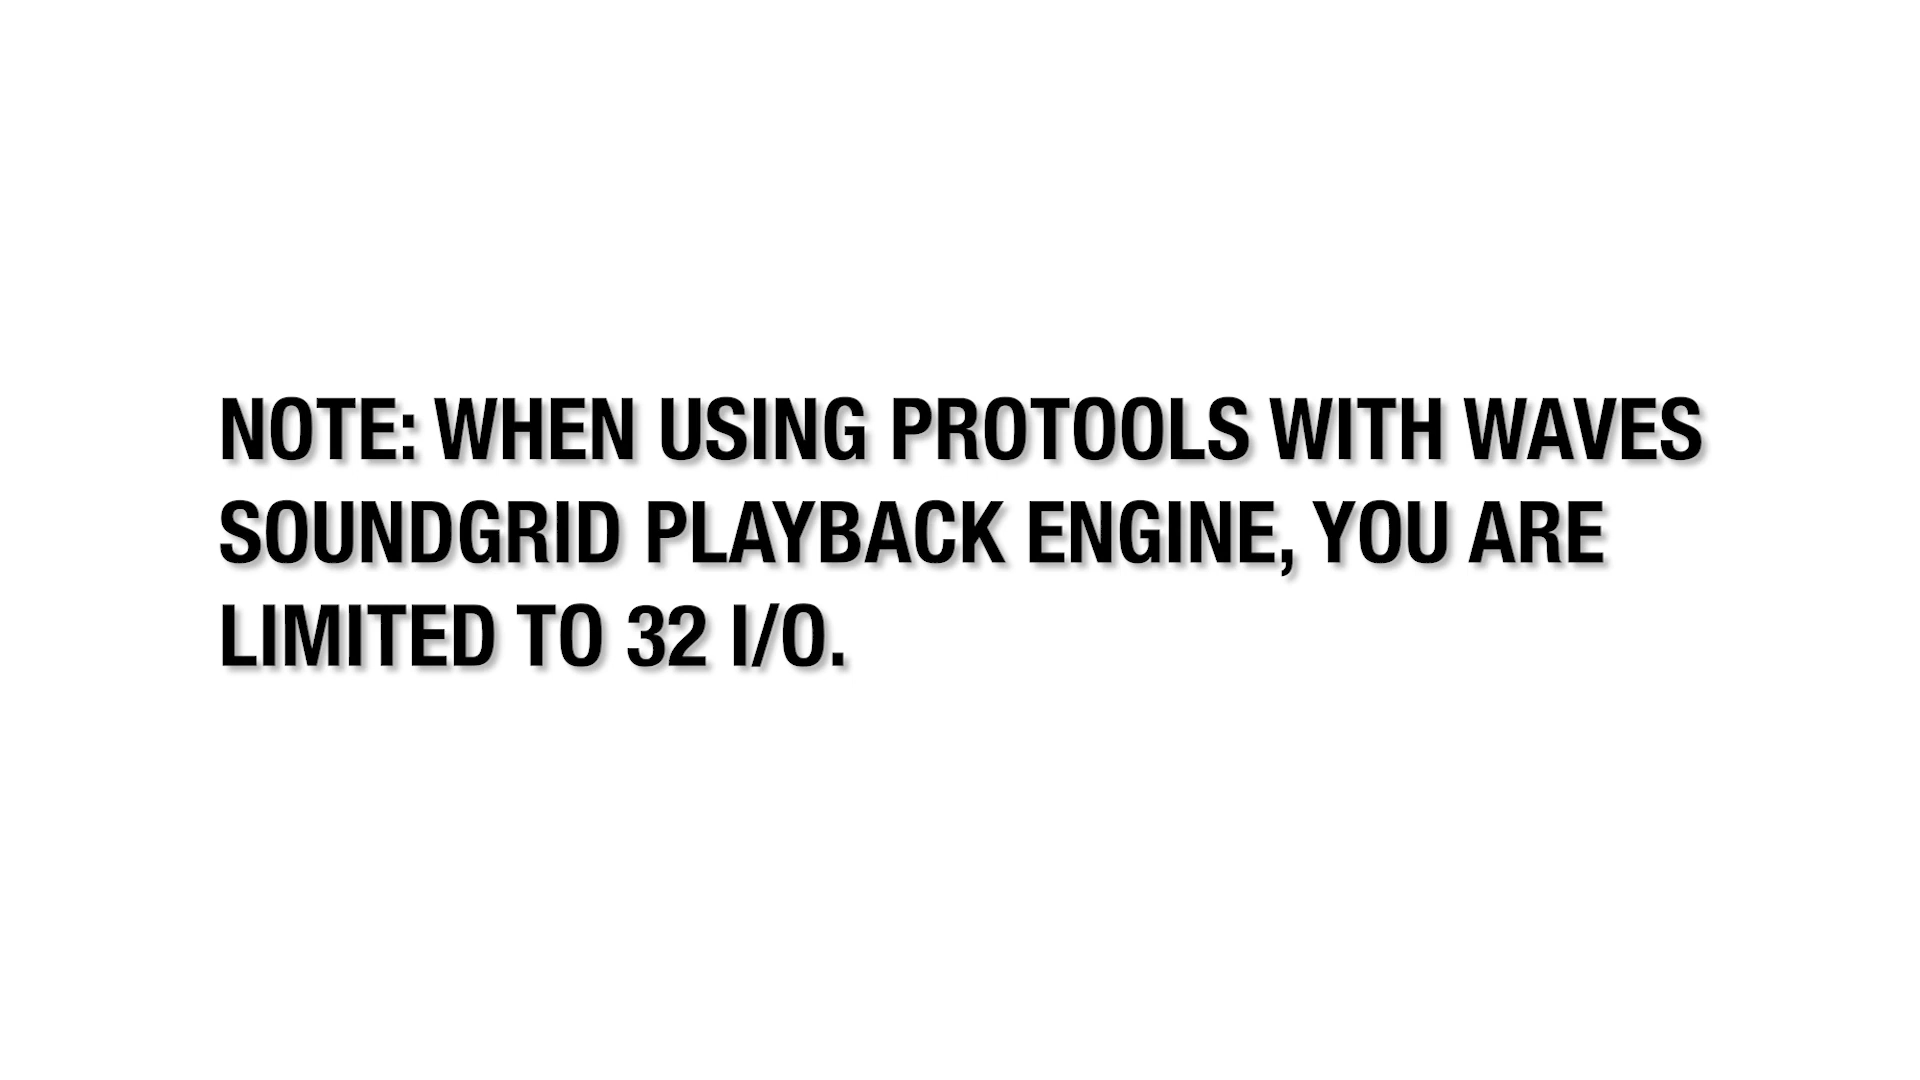 NOTE: WHEN USING PROTOOLS WITH WAVES
SOUNDGRID PLAYBACK ENGINE, YOU ARE
LIMITED TO 32 I/O.